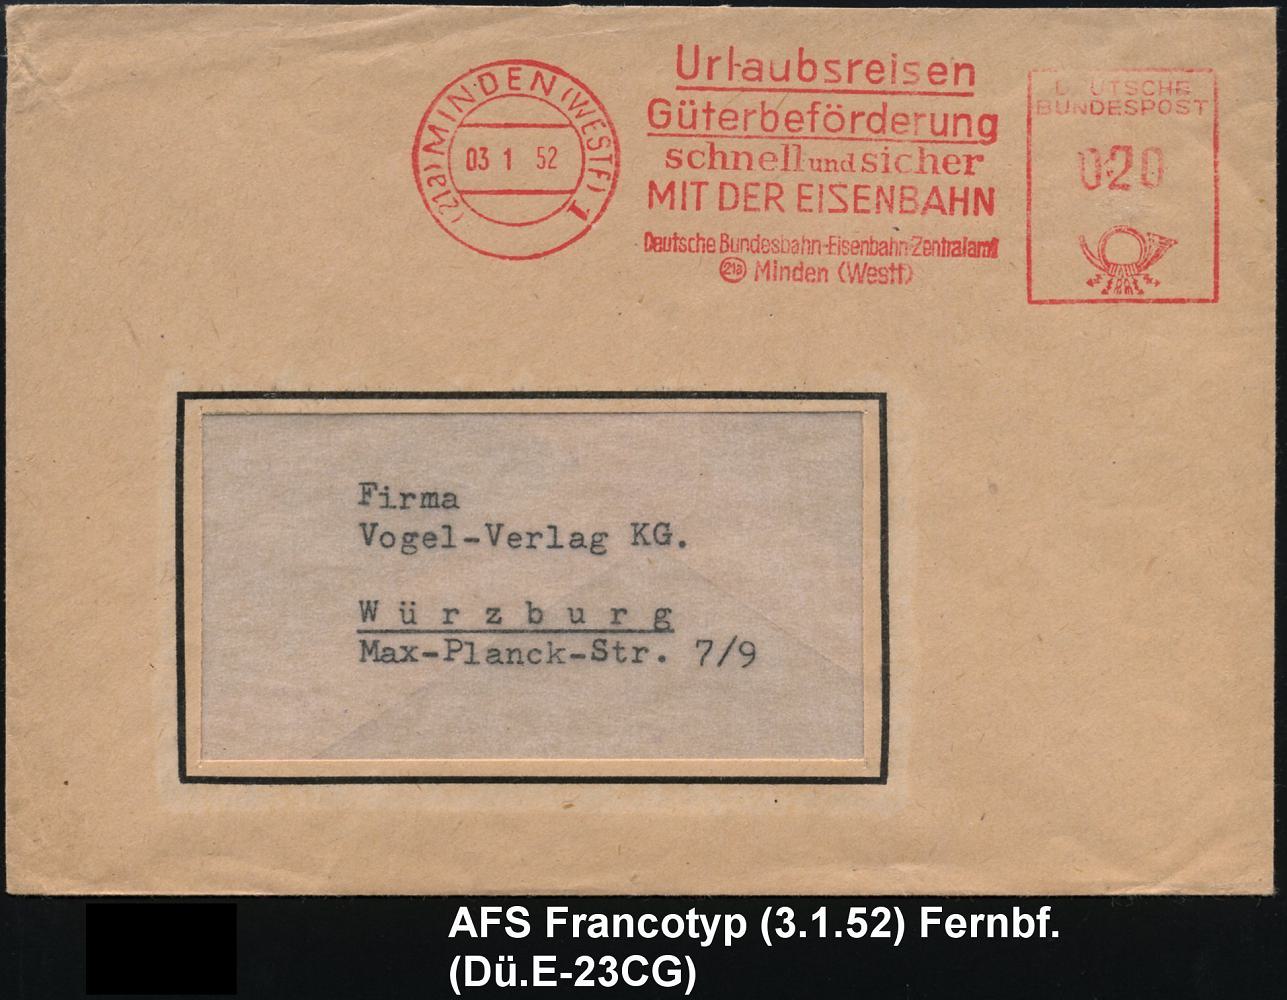 (21a) MINDEN (WESTF) 1
03 1 52
Urlaubsreisen
Güterbeförderung
schnell und sicher
MIT DER EISENBAHN
Deutsche Bundesbahn-Eisenbahn-Zentralamt
21a Minden (Westf)
DEUTSCHE
BUNDESPOST
020
Firma
Vogel-Verlag KG.
Würzburg
Max-Planck-Str. 7/9
AFS Francotyp (3.1.52) Fernbf.
(Dü.E-23CG)